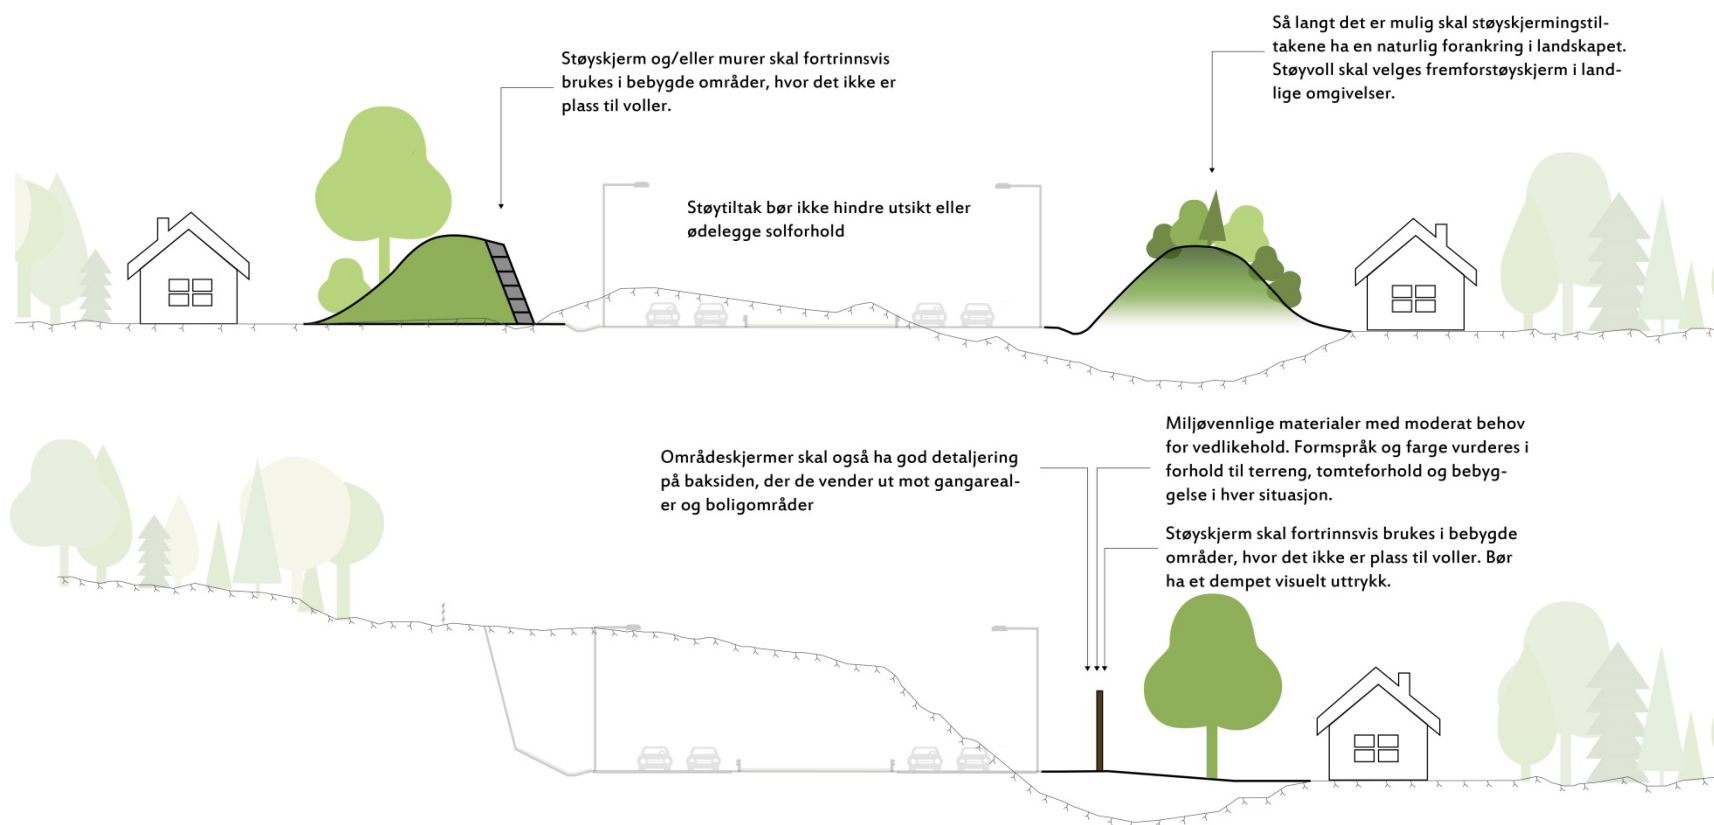 Støyskjerm og/eller murer skal fortrinnsvis
brukes i bebygde områder, hvor det ikke er
plass til voller.
Så langt det er mulig skal støyskjermingstil-
takene ha en naturlig forankring i landskapet.
Støyvoll skal velges fremforstøyskjerm i land-
lige omgivelser.
Støytiltak bør ikke hindre utsikt eller
ødelegge solforhold
Områdeskjermer skal også ha god detaljering
på baksiden, der de vender ut mot gangareal-
er og boligområder
Miljøvennlige materialer med moderat behov
for vedlikehold. Formspråk og farge vurderes i
forhold til terreng, tomteforhold og bebyg-
gelse i hver situasjon.
Støyskjerm skal fortrinnsvis brukes i bebygde
områder, hvor det ikke er plass til voller. Bør
ha et dempet visuelt uttrykk.